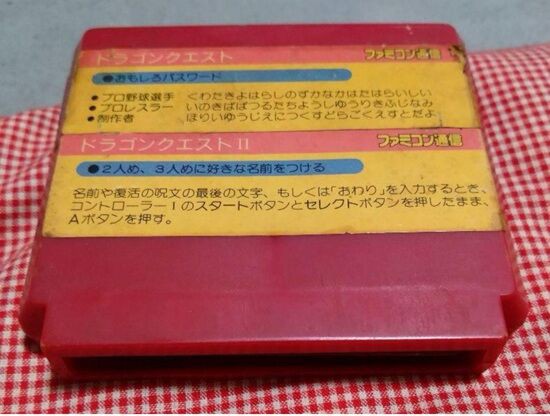 ドラゴンクエスト ファミコン通信
●おもしろパスワード
●プロ野球選手 くわたきよはらしのずかなかはたはらいしい
●プロレスラー いのきばばつるたちようしゆうりきふじなみ
●制作者 ほりいゆうじえにつくすどらごくえすとだよ
ドラゴンクエストII ファミコン通信
●2人め、3人めに好きな名前をつける
名前や復活の呪文の最後の文字、もしくは「おわり」を入力するとき、
コントローラーIのスタートボタンとセレクトボタンを押したまま、
Aボタンを押す。